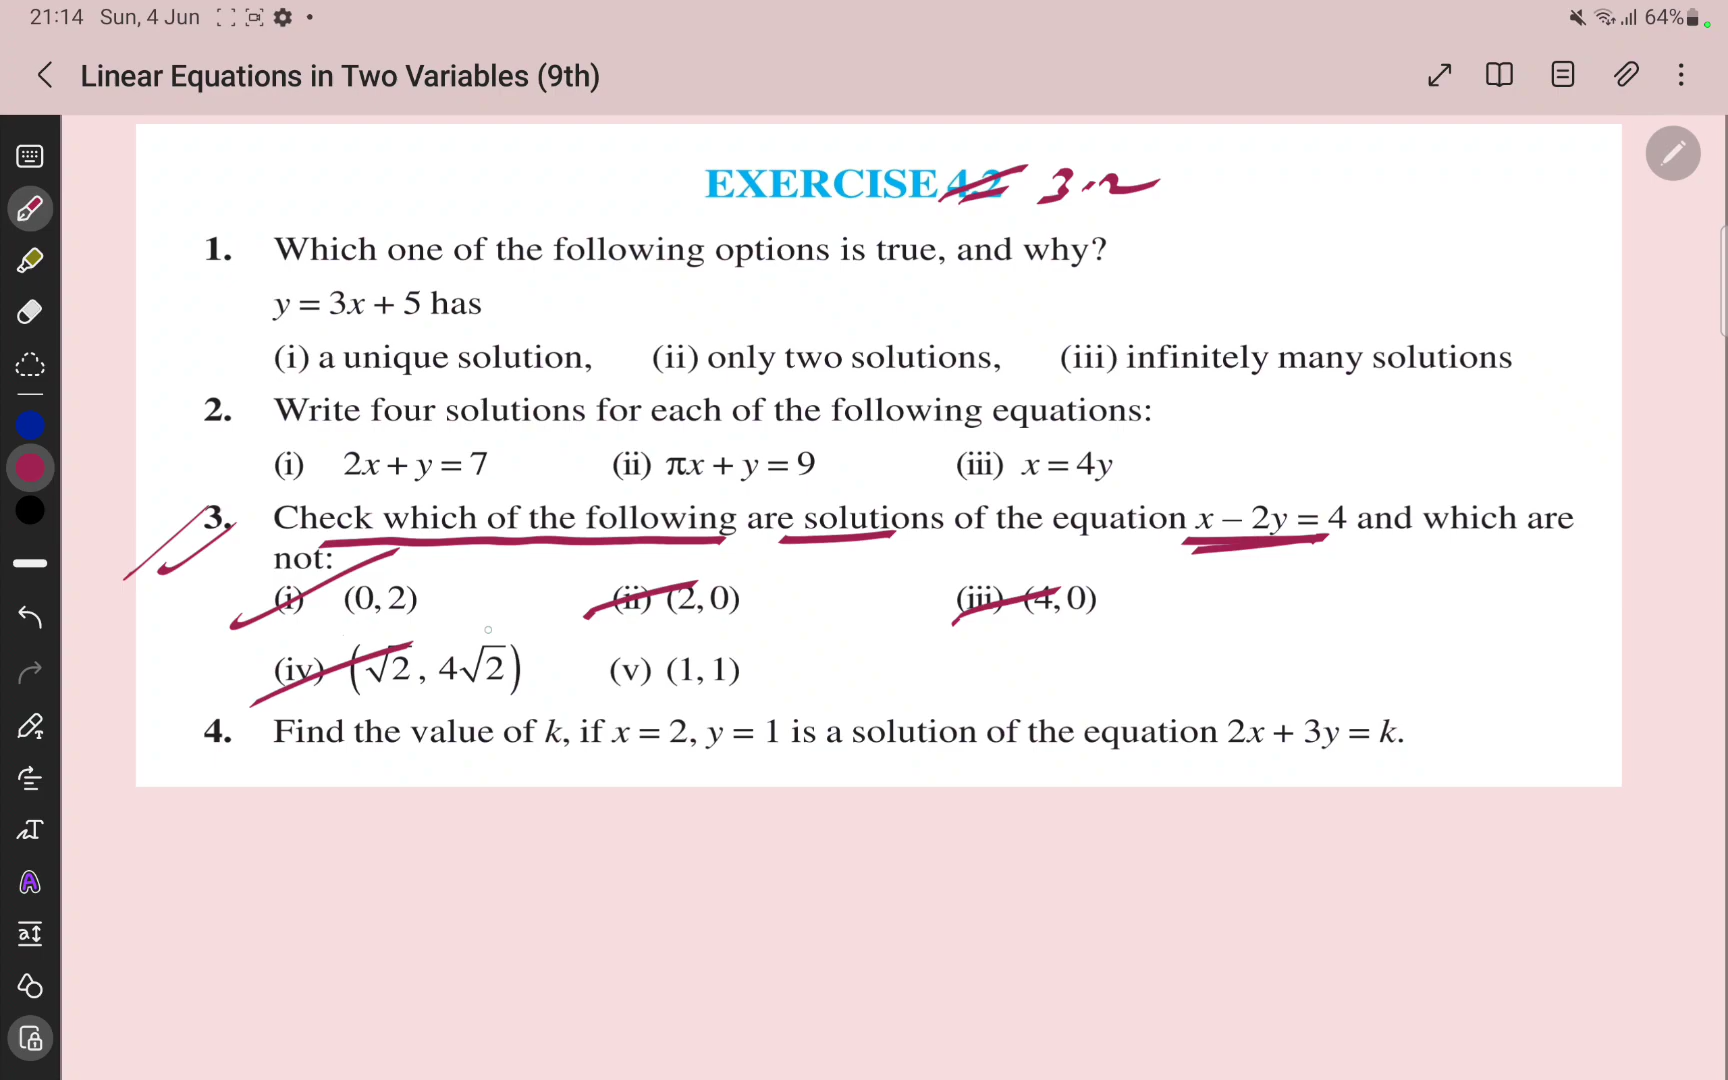 21:14 Sun, 4 Jun 64%
Linear Equations in Two Variables (9th)
EXERCISE 4.2 3.2
1. Which one of the following options is true, and why?
y = 3x + 5 has
(i) a unique solution, (ii) only two solutions, (iii) infinitely many solutions
2. Write four solutions for each of the following equations:
(i) 2x + y = 7 (ii) πx + y = 9 (iii) x = 4y
3. Check which of the following are solutions of the equation x – 2y = 4 and which are
not:
(i) (0, 2) (ii) (2, 0) (iii) (4, 0)
(iv) (√2, 4√2) (v) (1, 1)
4. Find the value of k, if x = 2, y = 1 is a solution of the equation 2x + 3y = k.